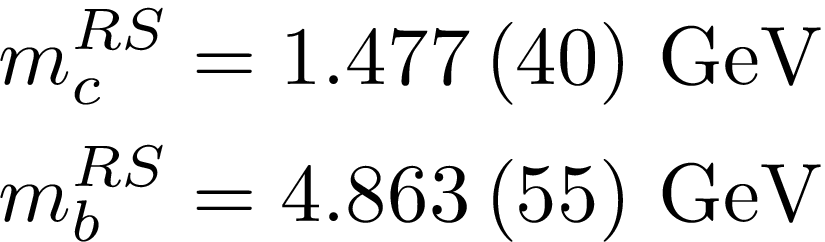 m_c^{RS} = 1.477 (40) GeV
m_b^{RS} = 4.863 (55) GeV